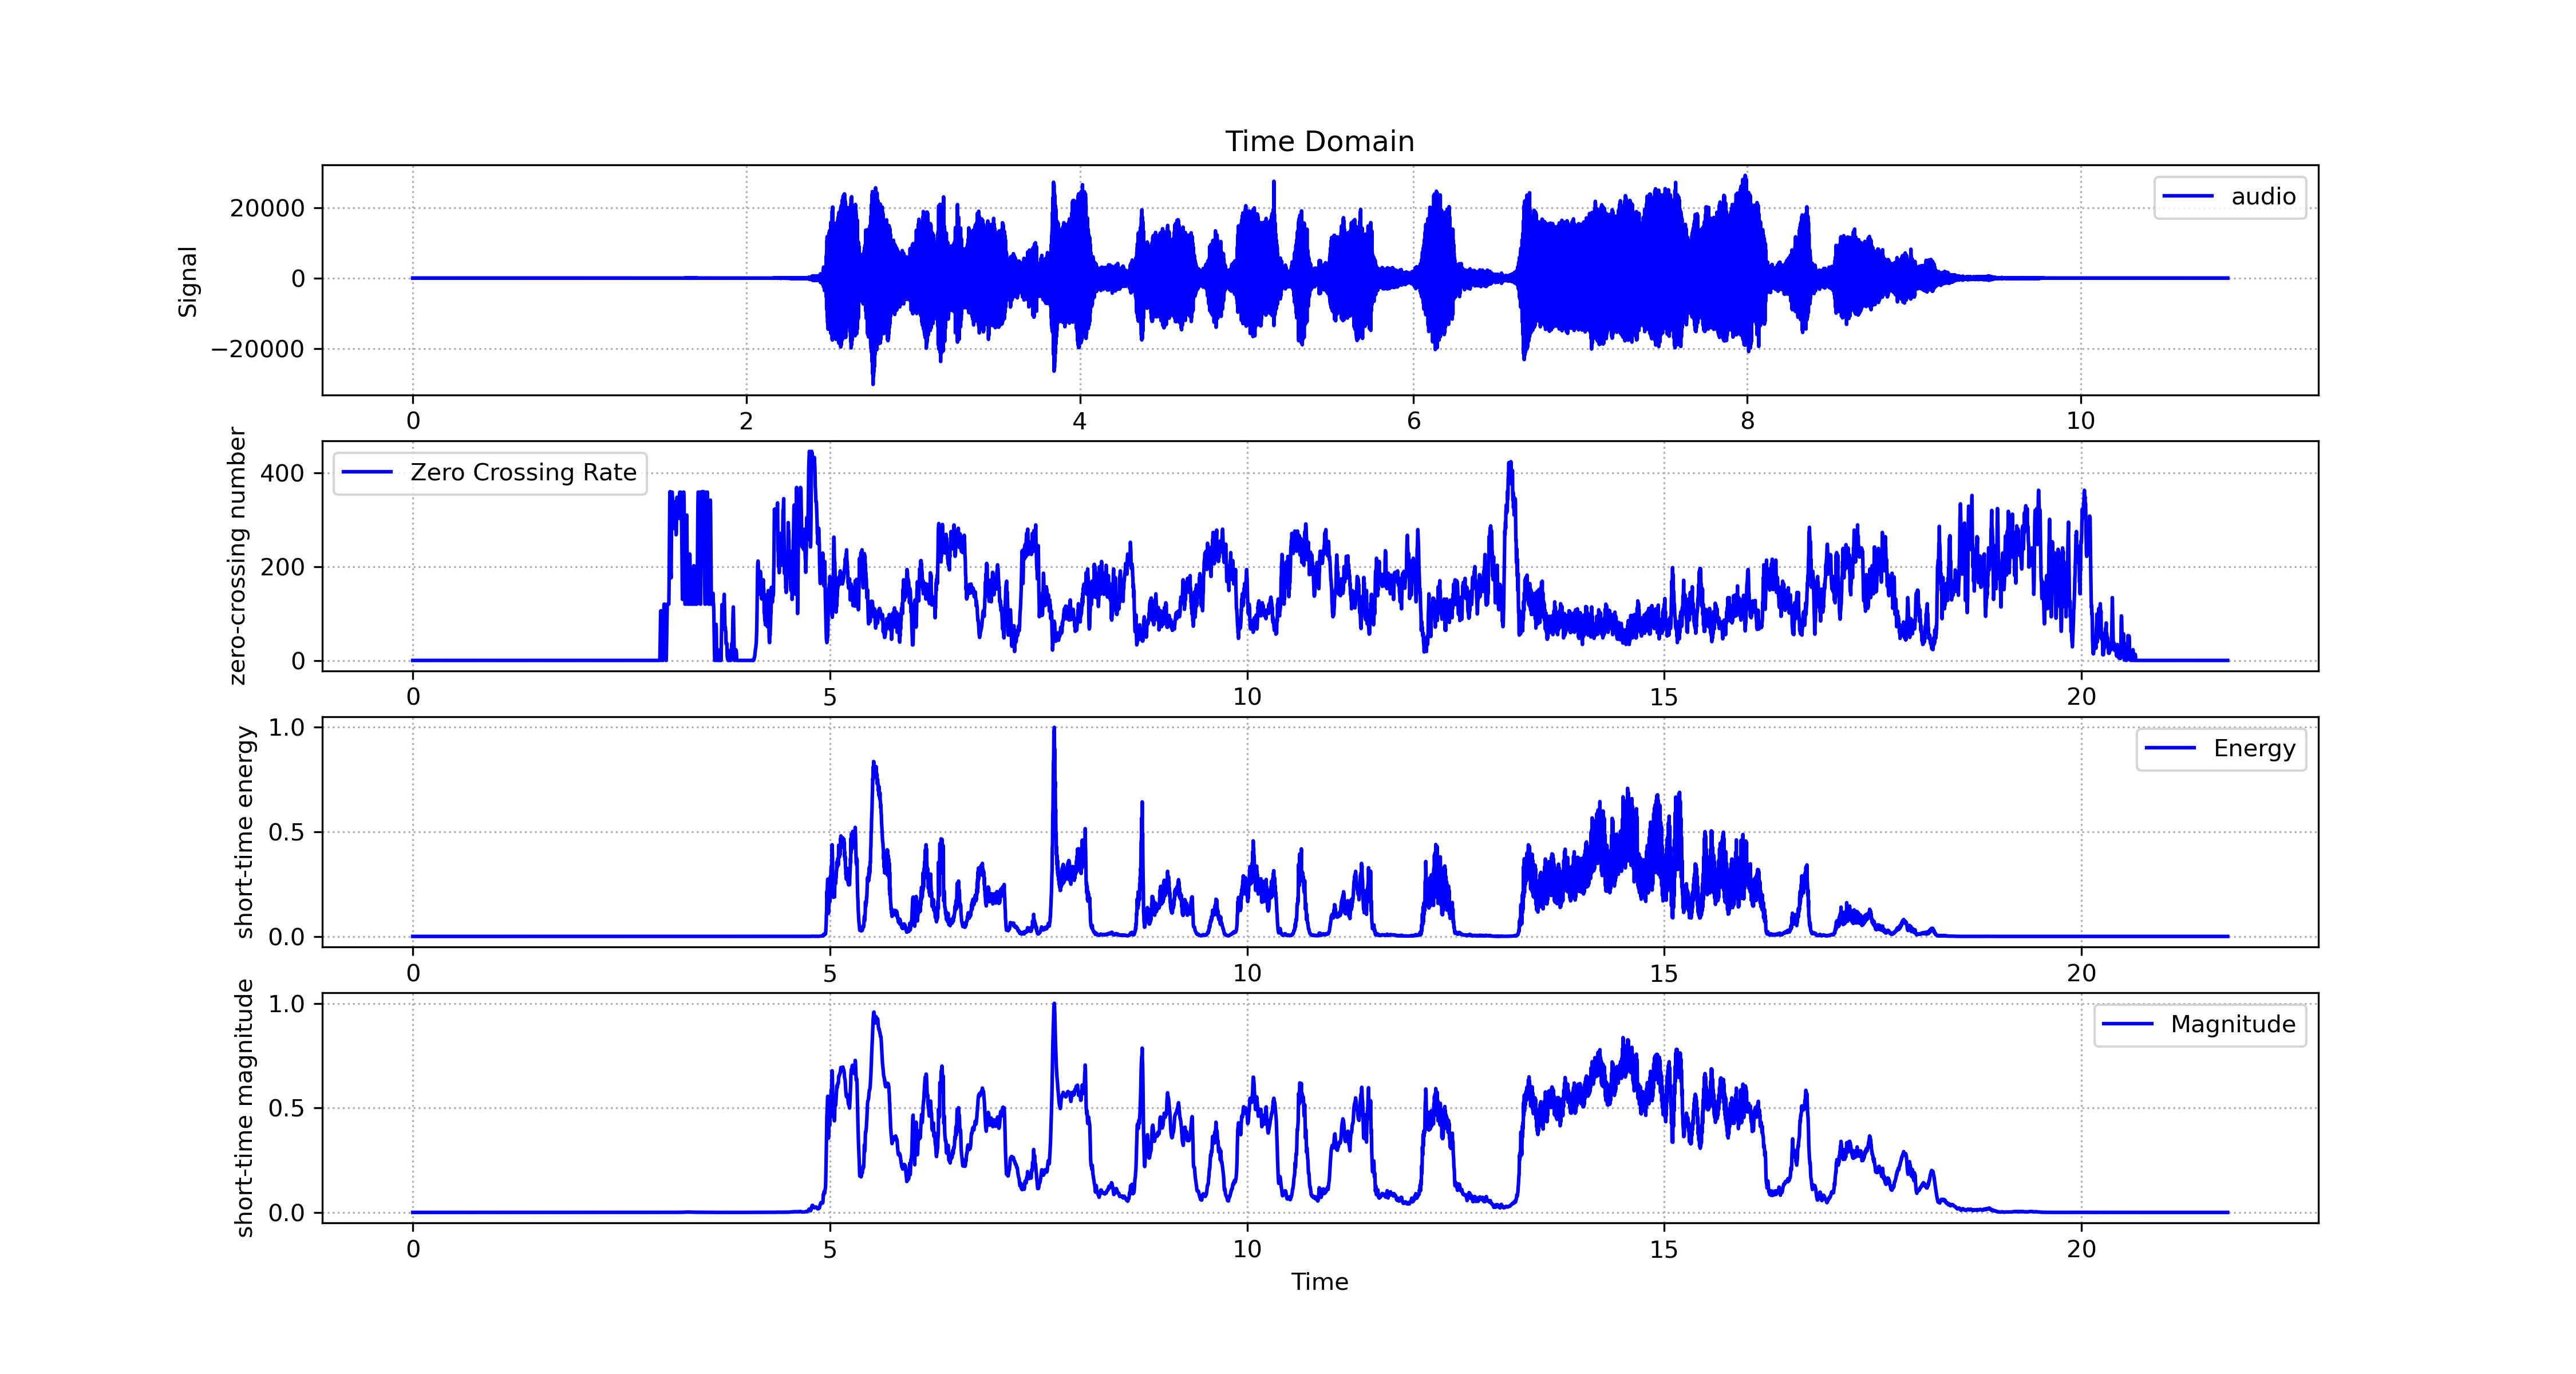 Time Domain
Signal
20000
0
−20000
audio
0 2 4 6 8 10
zero-crossing number
400
200
0
Zero Crossing Rate
0 5 10 15 20
short-time energy
1.0
0.5
0.0
Energy
0 5 10 15 20
short-time magnitude
1.0
0.5
0.0
Magnitude
0 5 10 15 20
Time